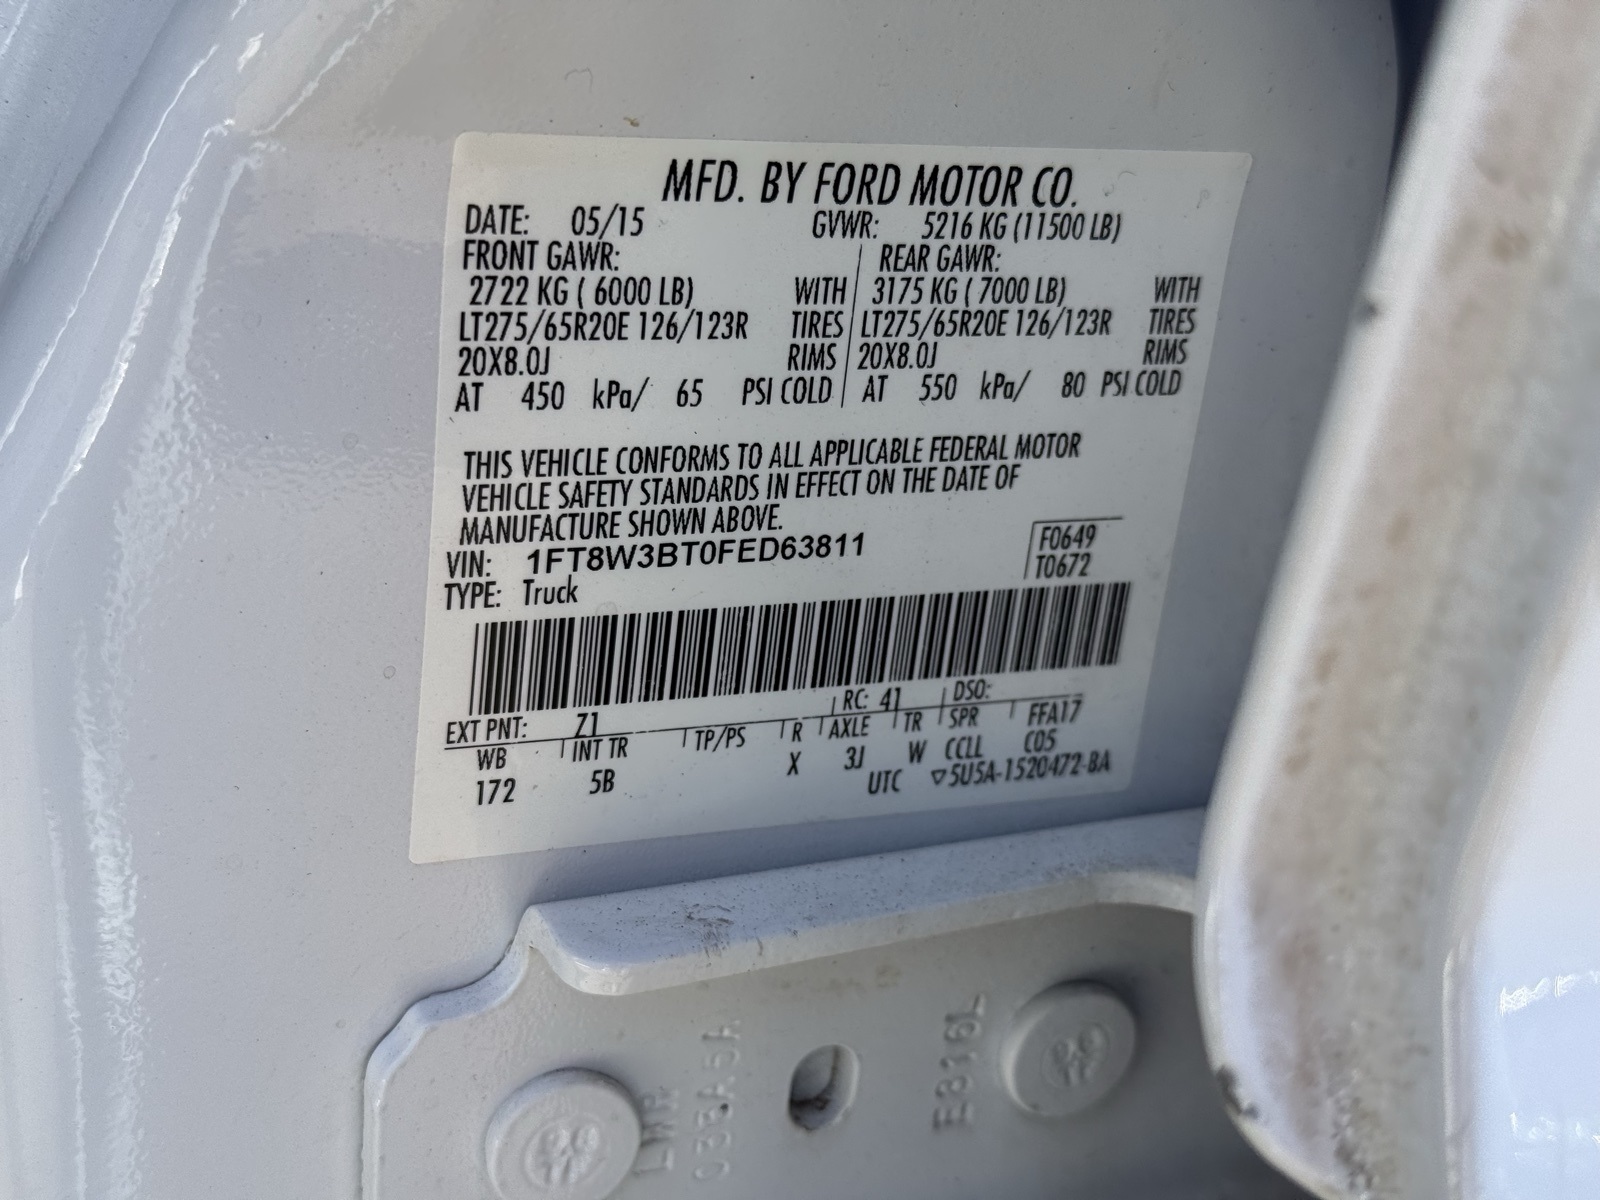 MFD. BY FORD MOTOR CO.
DATE: 05/15 GVWR: 5216 KG (11500 LB)
FRONT GAWR: REAR GAWR:
2722 KG ( 6000 LB) WITH 3175 KG ( 7000 LB) WITH
LT275/65R20E 126/123R TIRES LT275/65R20E 126/123R TIRES
20X8.0J RIMS 20X8.0J RIMS
AT 450 kPa/ 65 PSI COLD AT 550 kPa/ 80 PSI COLD
THIS VEHICLE CONFORMS TO ALL APPLICABLE FEDERAL MOTOR
VEHICLE SAFETY STANDARDS IN EFFECT ON THE DATE OF
MANUFACTURE SHOWN ABOVE.
VIN: 1FT8W3BT0FED63811 F0649
TYPE: Truck T0672
RC: 41 DSO:
EXT PNT: Z1 FFA17
WB INT TR TP/PS R AXLE TR SPR
172 5B X 3J W CCLL C05
UTC ▽5U5A-1520472-BA
E816L